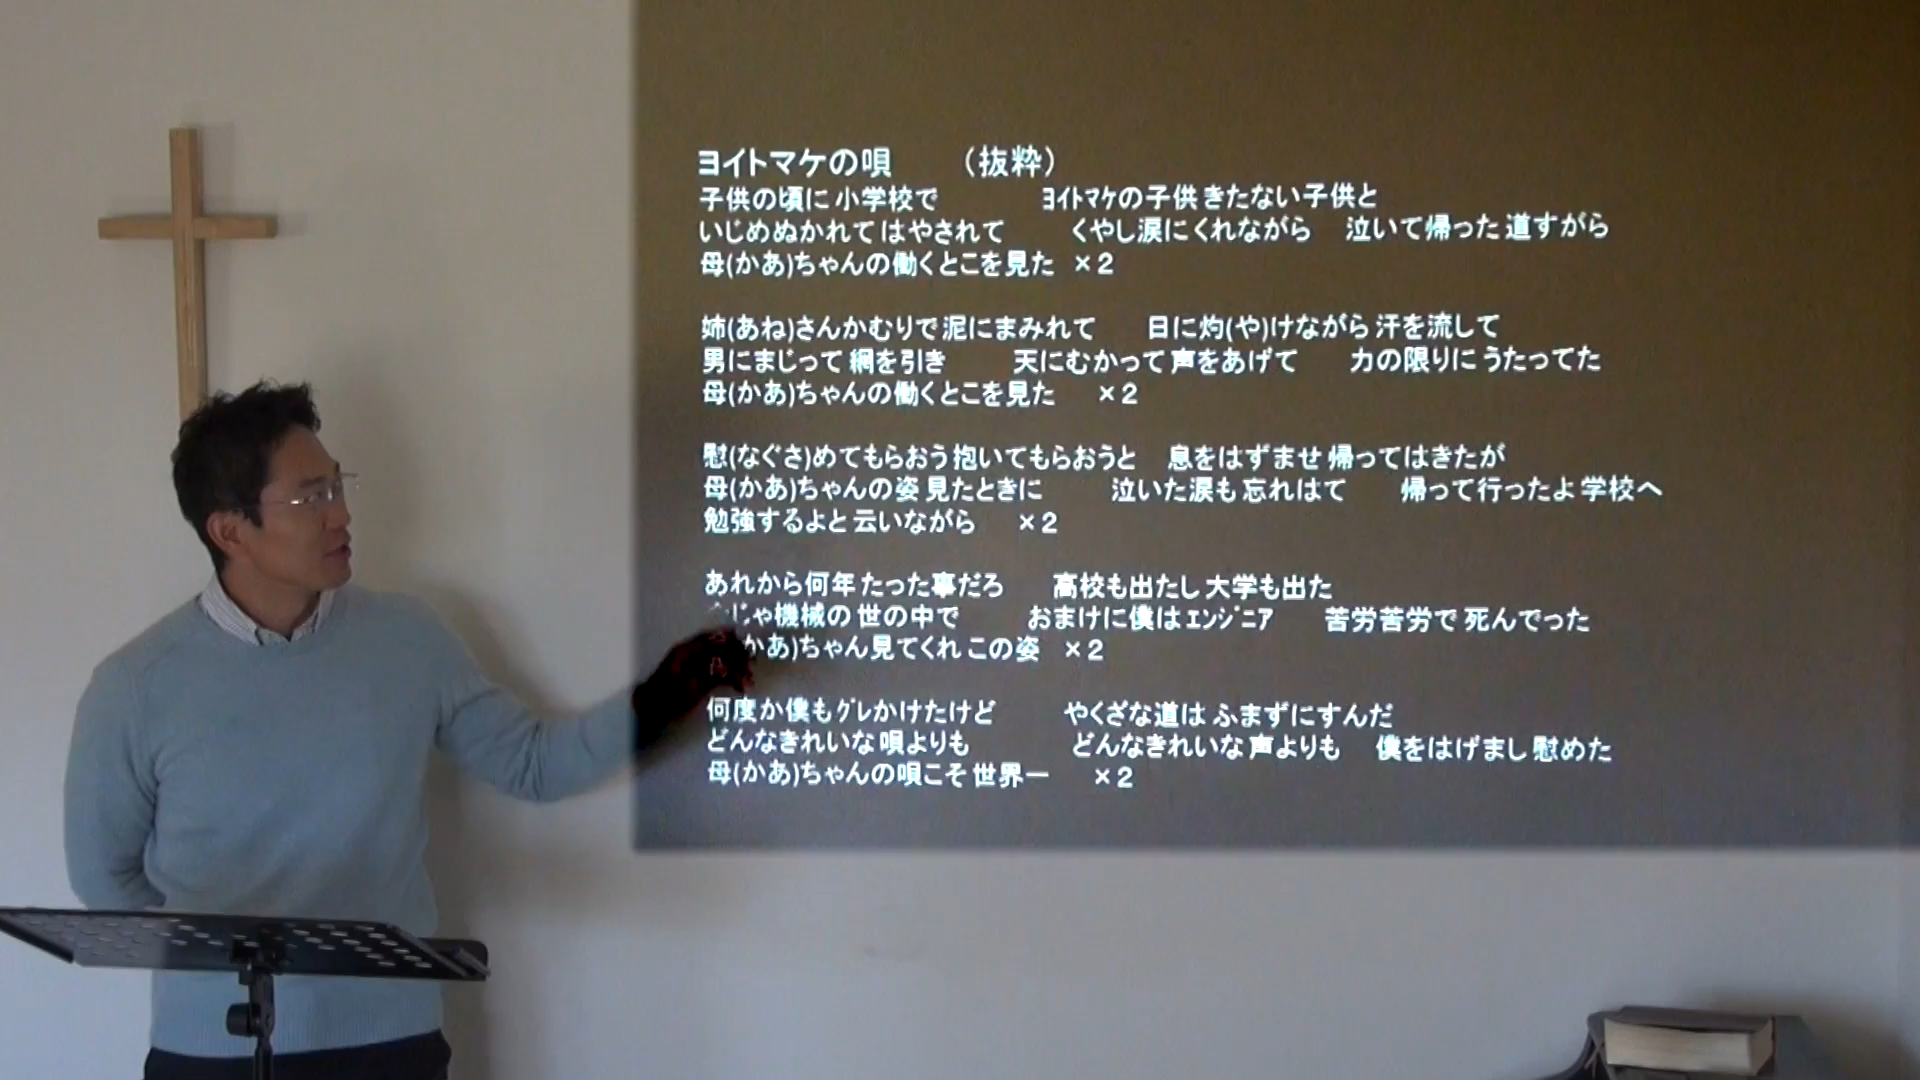 ヨイトマケの唄　（抜粋）
子供の頃に 小学校で　ﾖｲﾄﾏｹの子供 きたない子供と
いじめぬかれて はやされて　くやし涙にくれながら　泣いて帰った 道すがら
母(かあ)ちゃんの働くとこを見た　×２
姉(あね)さんかむりで 泥にまみれて　日に灼(や)けながら 汗を流して
男にまじって 網を引き　天にむかって 声をあげて　力の限りに うたってた
母(かあ)ちゃんの働くとこを見た　×２
慰(なぐさ)めてもらおう 抱いてもらおうと　息をはずませ 帰ってはきたが
母(かあ)ちゃんの姿 見たときに　泣いた涙も 忘れはて　帰って行ったよ 学校へ
勉強するよと 云いながら　×２
あれから何年 たった事だろ　高校も出たし 大学も出た
じゃ機械の 世の中で　おまけに僕は ｴﾝｼﾞﾆｱ　苦労苦労で 死んでった
かあ)ちゃん見てくれ この姿　×２
何度か僕も ｸﾞﾚかけたけど　やくざな道は ふまずにすんだ
どんなきれいな 唄よりも　どんなきれいな 声よりも　僕をはげまし 慰めた
母(かあ)ちゃんの唄こそ 世界一　×２